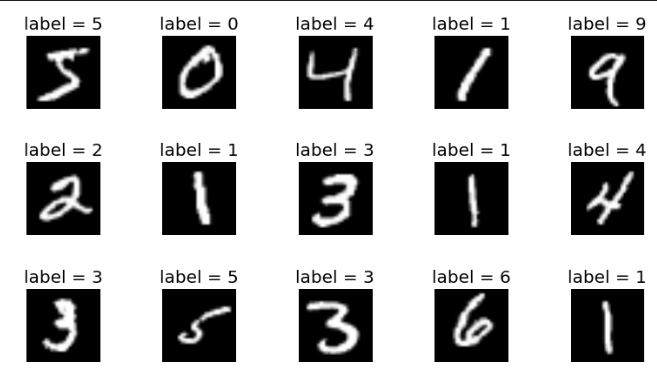 label = 5 label = 0 label = 4 label = 1 label = 9
5 0 4 1 9
label = 2 label = 1 label = 3 label = 1 label = 4
2 1 3 1 4
label = 3 label = 5 label = 3 label = 6 label = 1
3 5 3 6 1